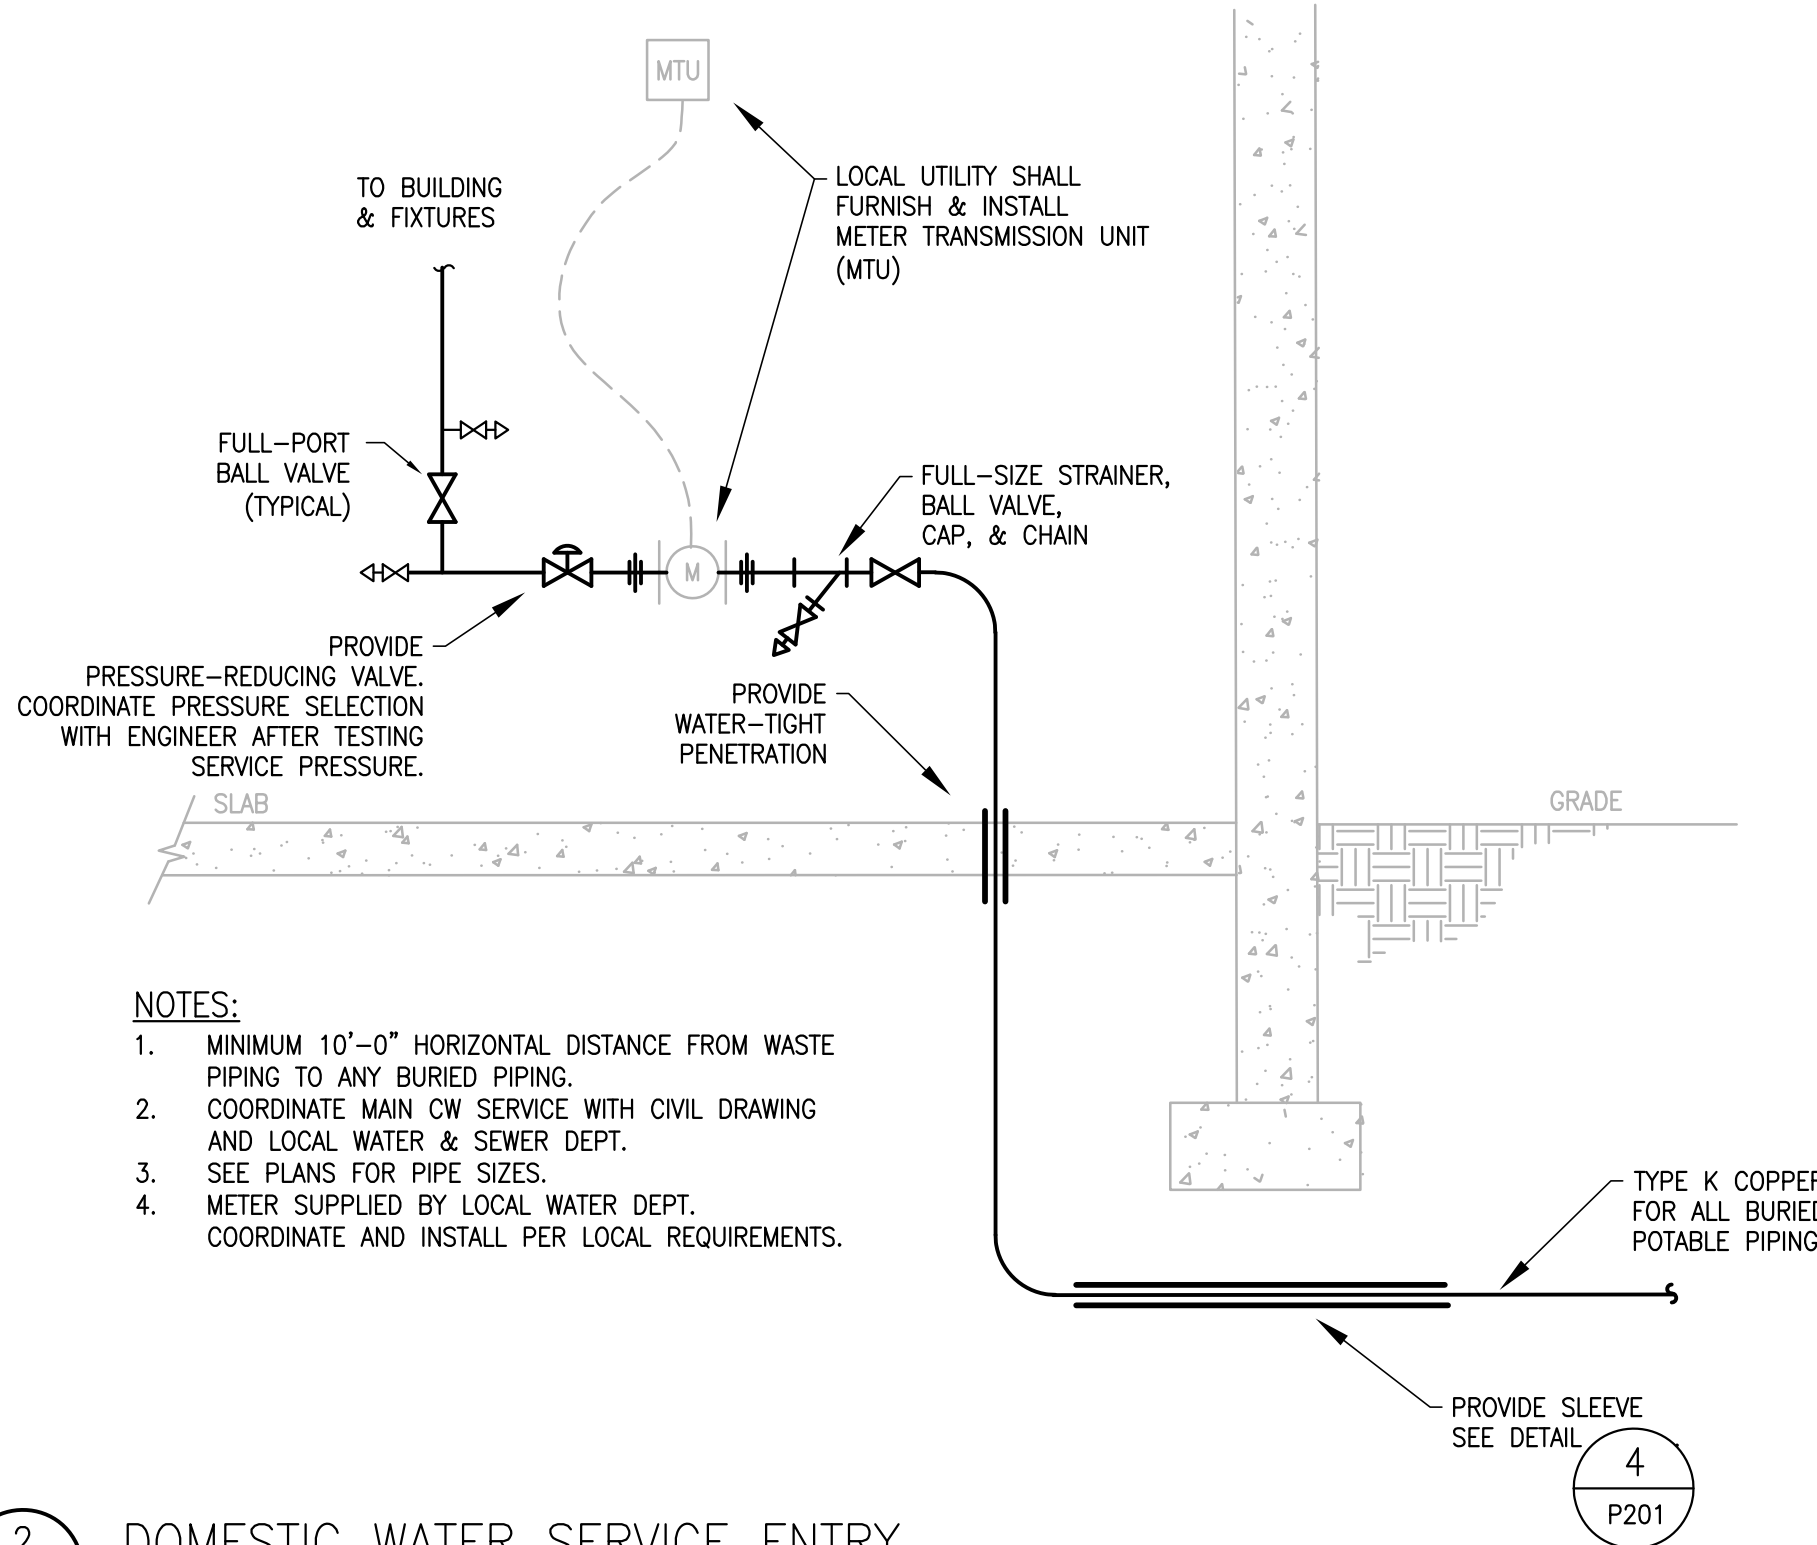 MTU
TO BUILDING
& FIXTURES
LOCAL UTILITY SHALL
FURNISH & INSTALL
METER TRANSMISSION UNIT
(MTU)
FULL-PORT
BALL VALVE
(TYPICAL)
FULL-SIZE STRAINER,
BALL VALVE,
CAP, & CHAIN
M
PROVIDE
PRESSURE-REDUCING VALVE.
COORDINATE PRESSURE SELECTION
WITH ENGINEER AFTER TESTING
SERVICE PRESSURE.
PROVIDE
WATER-TIGHT
PENETRATION
SLAB
GRADE
NOTES:
1. MINIMUM 10'-0" HORIZONTAL DISTANCE FROM WASTE
PIPING TO ANY BURIED PIPING.
2. COORDINATE MAIN CW SERVICE WITH CIVIL DRAWING
AND LOCAL WATER & SEWER DEPT.
3. SEE PLANS FOR PIPE SIZES.
4. METER SUPPLIED BY LOCAL WATER DEPT.
COORDINATE AND INSTALL PER LOCAL REQUIREMENTS.
TYPE K COPPER
FOR ALL BURIED
POTABLE PIPING
PROVIDE SLEEVE
SEE DETAIL
4
P201
2
DOMESTIC WATER SERVICE ENTRY